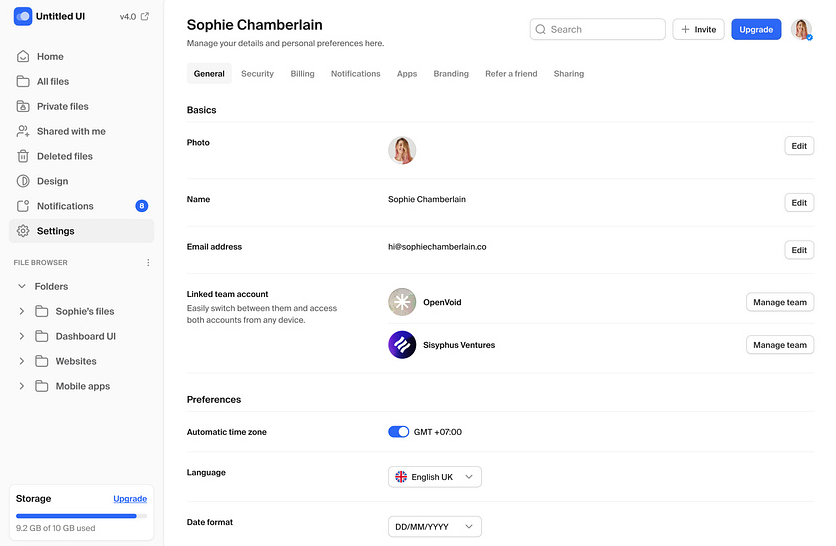 Untitled UI
v4.0
Home
All files
Private files
Shared with me
Deleted files
Design
Notifications
8
Settings
FILE BROWSER
Folders
Sophie's files
Dashboard UI
Websites
Mobile apps
Storage
Upgrade
9.2 GB of 10 GB used
Sophie Chamberlain
Manage your details and personal preferences here.
Search
Invite
Upgrade
General
Security
Billing
Notifications
Apps
Branding
Refer a friend
Sharing
Basics
Photo
Edit
Name
Sophie Chamberlain
Edit
Email address
hi@sophiechamberlain.co
Edit
Linked team account
Easily switch between them and access
both accounts from any device.
OpenVoid
Manage team
Sisyphus Ventures
Manage team
Preferences
Automatic time zone
GMT +07:00
Language
English UK
Date format
DD/MM/YYYY